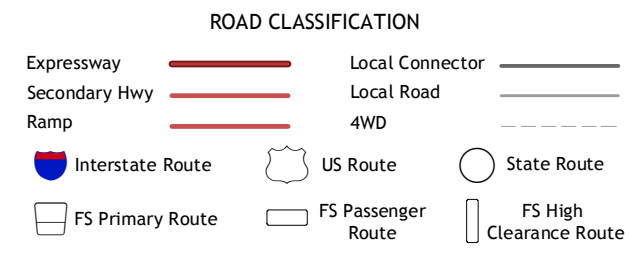 ROAD CLASSIFICATION
Expressway
Local Connector
Secondary Hwy
Local Road
Ramp
4WD
Interstate Route
US Route
State Route
FS Primary Route
FS Passenger
Route
FS High
Clearance Route